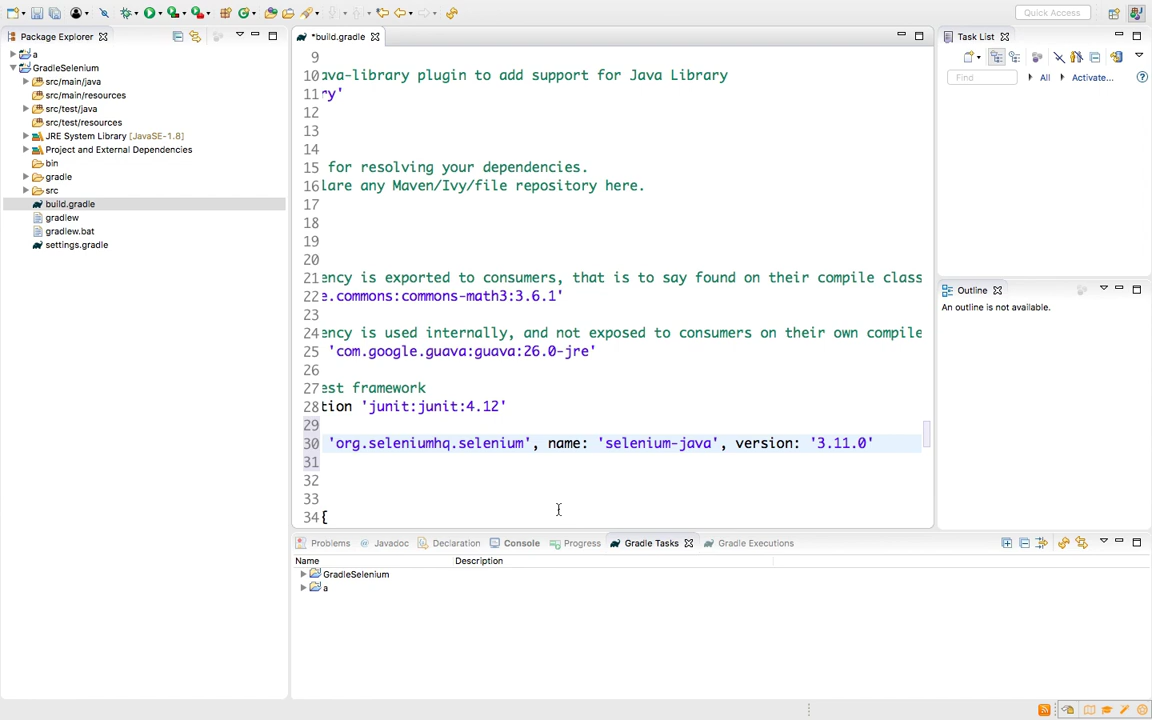 Quick Access
Package Explorer
a
GradleSelenium
src/main/java
src/main/resources
src/test/java
src/test/resources
JRE System Library [JavaSE-1.8]
Project and External Dependencies
bin
gradle
src
build.gradle
gradlew
gradlew.bat
settings.gradle
*build.gradle
9
10 ava-library plugin to add support for Java Library
11 ry'
12
13
14
15 for resolving your dependencies.
16 lare any Maven/Ivy/file repository here.
17
18
19
20
21 ency is exported to consumers, that is to say found on their compile class
22 e.commons:commons-math3:3.6.1'
23
24 ency is used internally, and not exposed to consumers on their own compile
25 'com.google.guava:guava:26.0-jre'
26
27 est framework
28 tion 'junit:junit:4.12'
29
30 'org.seleniumhq.selenium', name: 'selenium-java', version: '3.11.0'
31
32
33
34 {
Task List
Find All Activate...
Outline
An outline is not available.
Problems Javadoc Declaration Console Progress Gradle Tasks Gradle Executions
Name Description
GradleSelenium
a